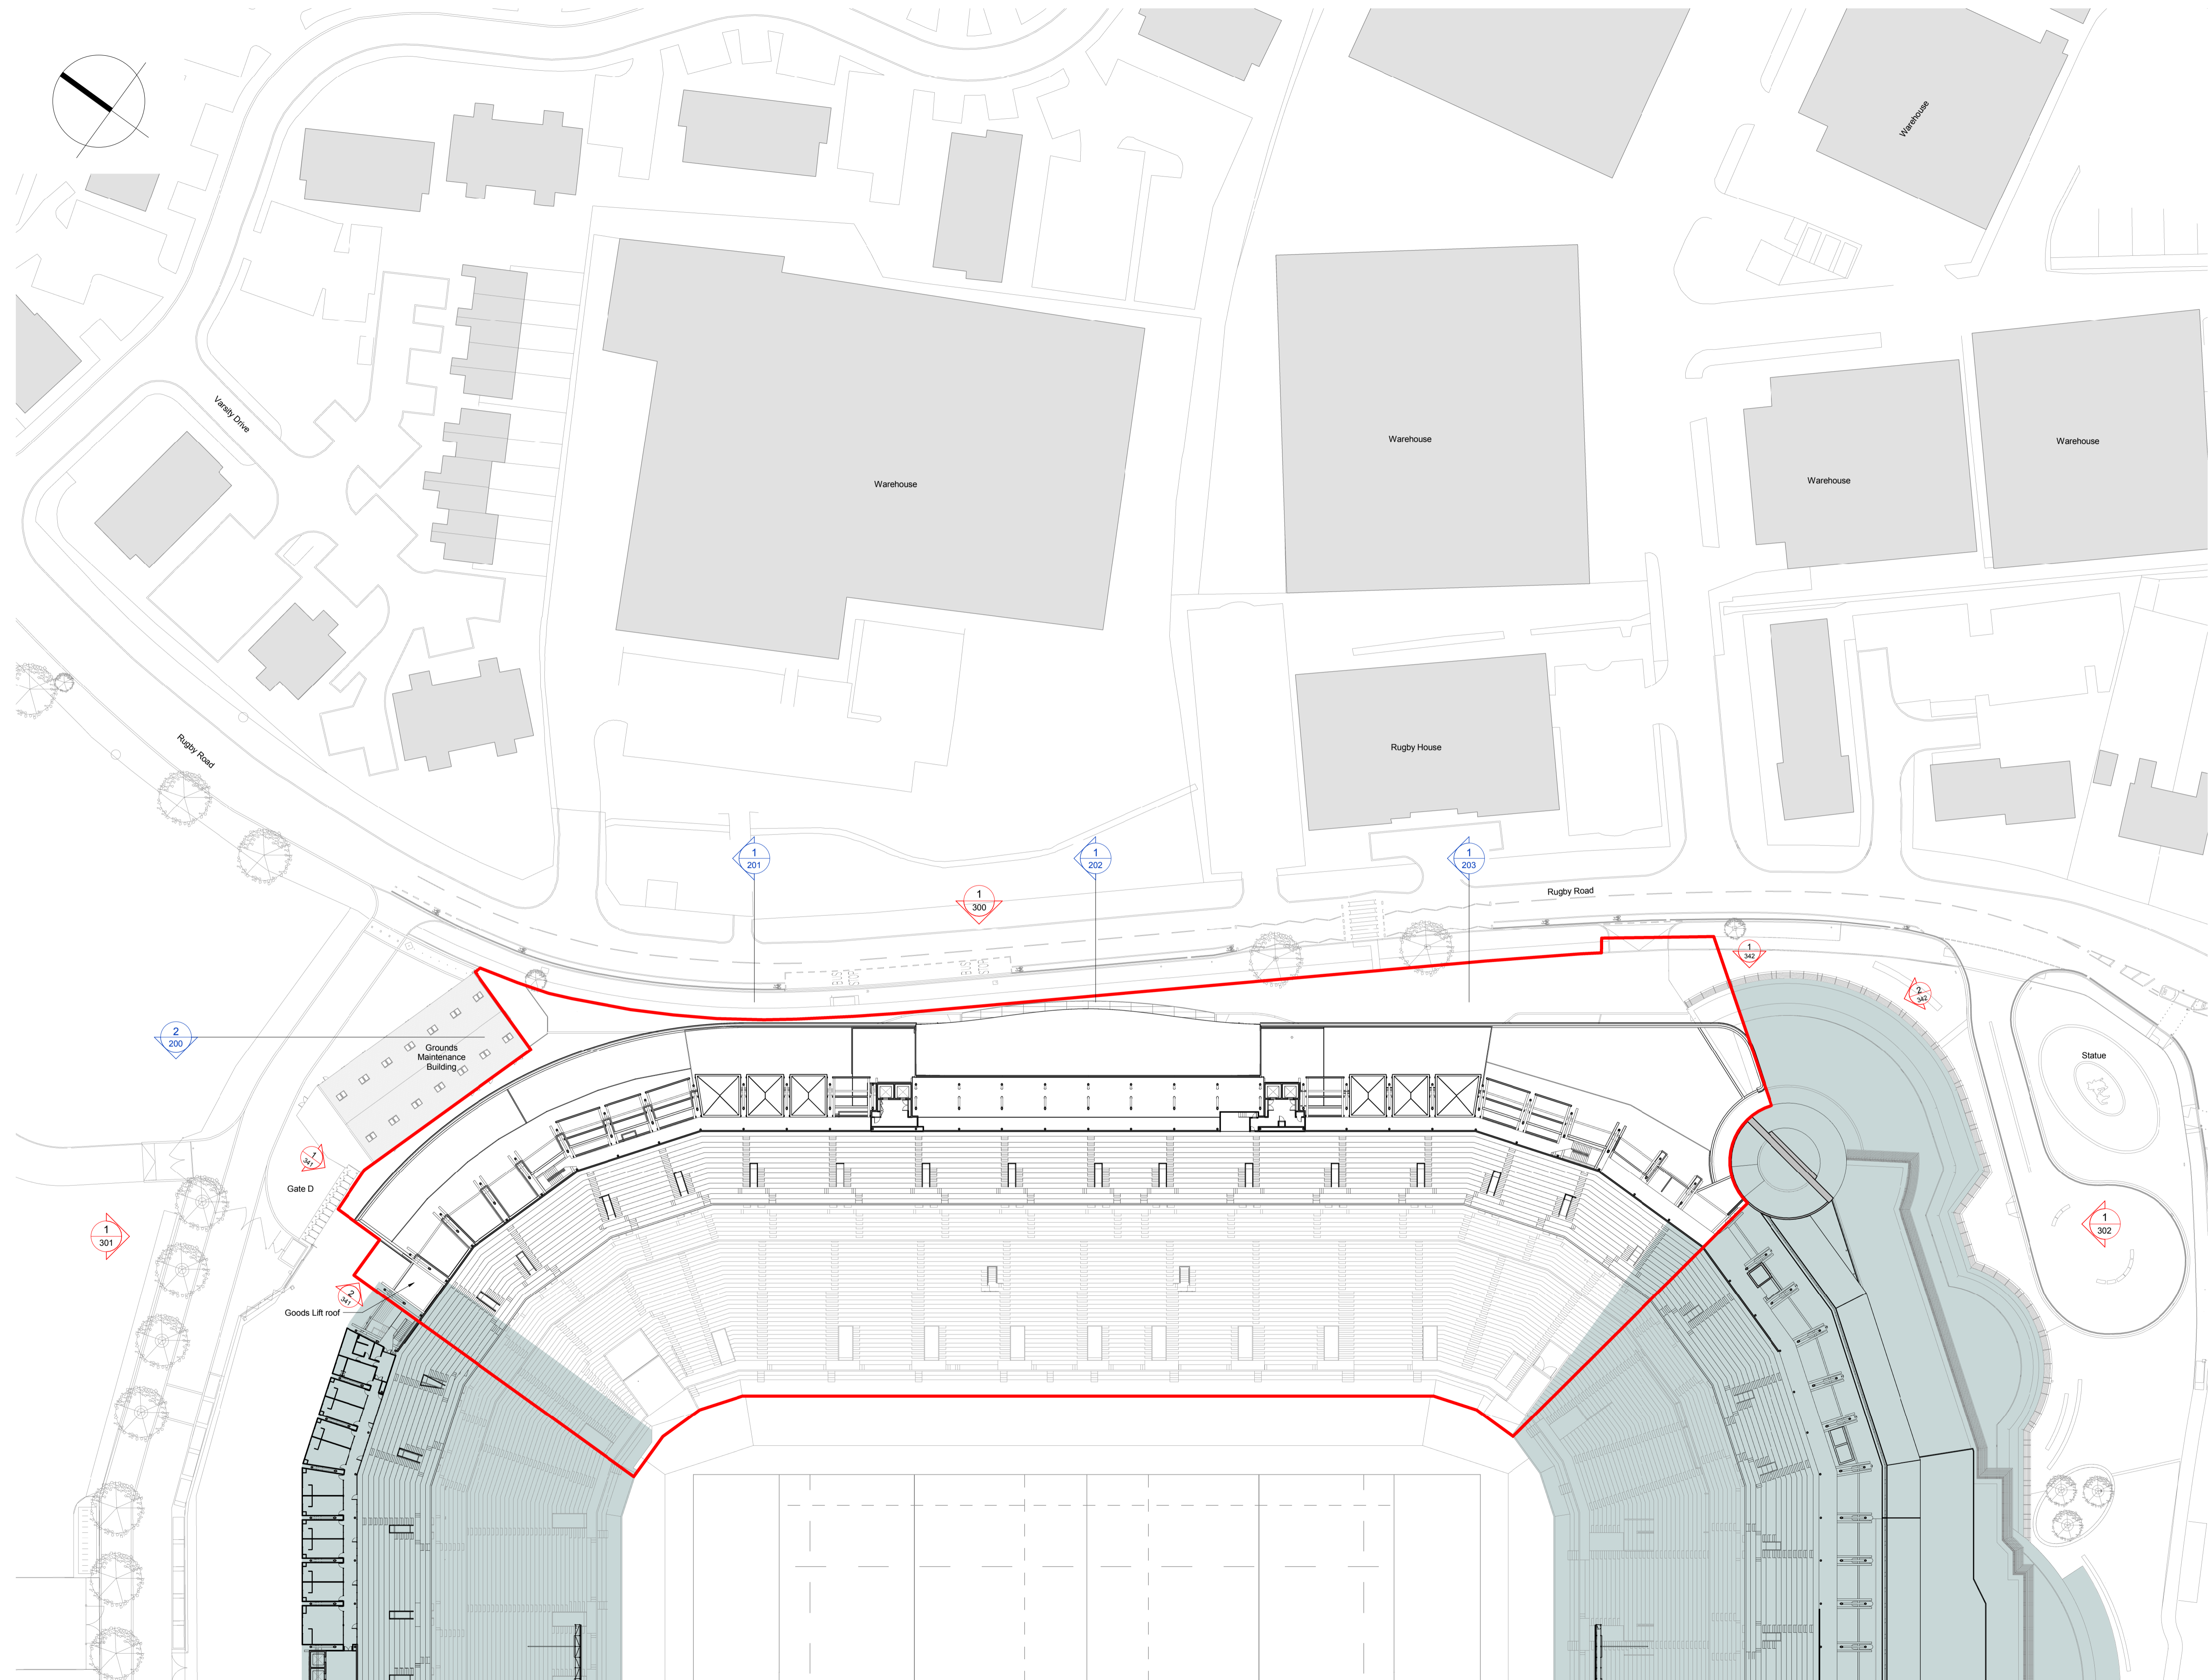 Warehouse
Varsity Drive
Warehouse
Warehouse
Warehouse
Warehouse
Rugby Road
Rugby House
1
201
1
202
1
203
1
300
Rugby Road
1
342
2
342
2
200
Grounds
Maintenance
Building
Statue
1
341
Gate D
1
301
1
302
2
341
Goods Lift roof